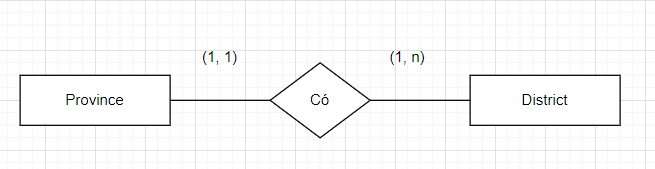 (1, 1)
(1, n)
Province
Có
District